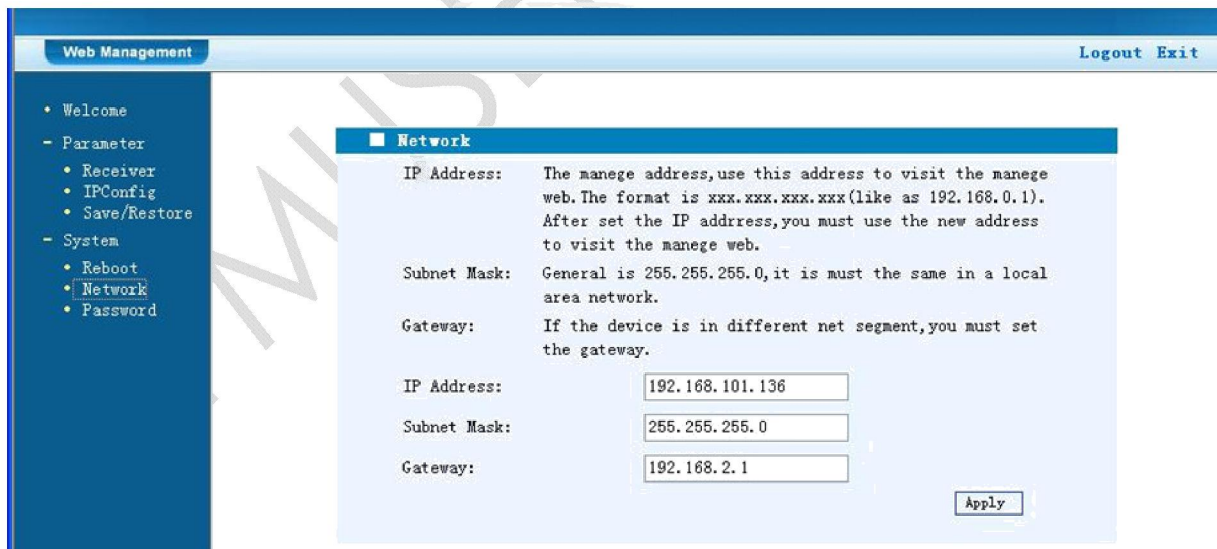 Web Management
Logout Exit
Welcome
Parameter
Receiver
IPConfig
Save/Restore
System
Reboot
Network
Password
Network
IP Address: The manege address,use this address to visit the manege
web.The format is xxx.xxx.xxx.xxx(like as 192.168.0.1).
After set the IP addrress,you must use the new address
to visit the manege web.
Subnet Mask: General is 255.255.255.0,it is must the same in a local
area network.
Gateway: If the device is in different net segment,you must set
the gateway.
IP Address: 192.168.101.136
Subnet Mask: 255.255.255.0
Gateway: 192.168.2.1
Apply